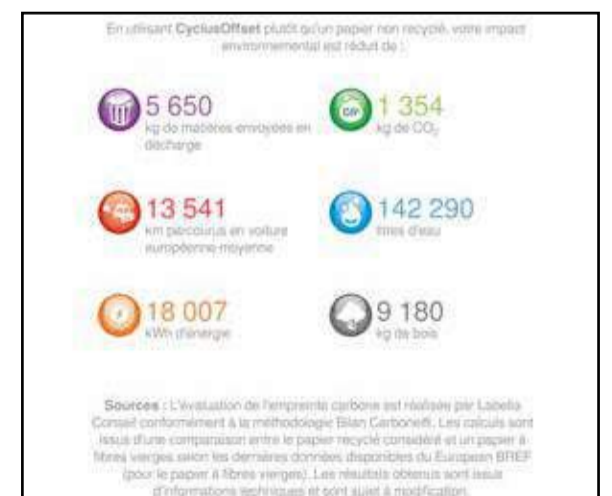 En utilisant CyclusOffset plutôt qu'un papier non recyclé, votre impact
environnemental est réduit de :
5 650
kg de matières envoyées en
décharge
1 354
kg de CO₂
13 541
km parcourus en voiture
européenne moyenne
142 290
litres d'eau
18 007
kWh d'énergie
9 180
kg de bois
Sources : L'évaluation de l'empreinte carbone est réalisée par Labelia
Conseil conformément à la méthodologie Bilan Carbone®. Les calculs sont
issus d'une comparaison entre le papier recyclé considéré et un papier à
fibres vierges selon les dernières données disponibles du European BREF
(pour le papier à fibres vierges). Les résultats obtenus sont issus
d'informations techniques et sont sujet à modification.